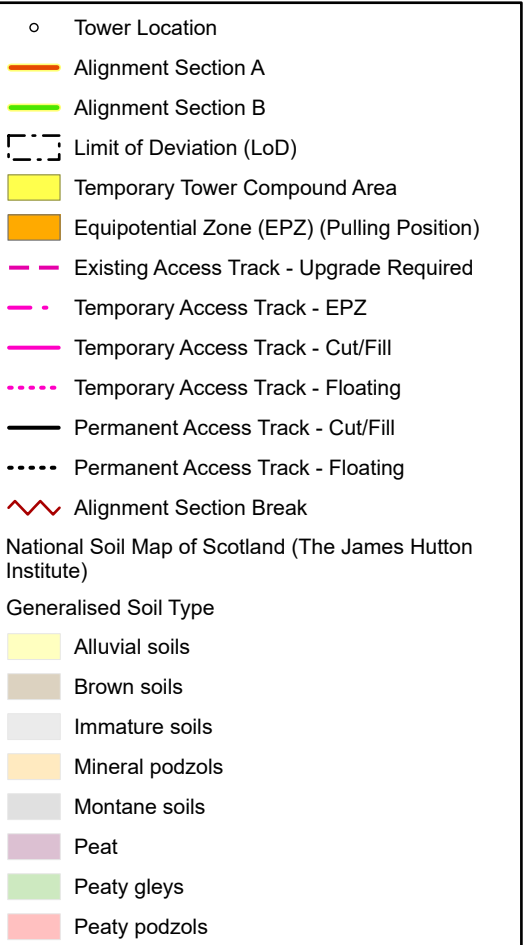 Tower Location
Alignment Section A
Alignment Section B
Limit of Deviation (LoD)
Temporary Tower Compound Area
Equipotential Zone (EPZ) (Pulling Position)
Existing Access Track - Upgrade Required
Temporary Access Track - EPZ
Temporary Access Track - Cut/Fill
Temporary Access Track - Floating
Permanent Access Track - Cut/Fill
Permanent Access Track - Floating
Alignment Section Break
National Soil Map of Scotland (The James Hutton
Institute)
Generalised Soil Type
Alluvial soils
Brown soils
Immature soils
Mineral podzols
Montane soils
Peat
Peaty gleys
Peaty podzols